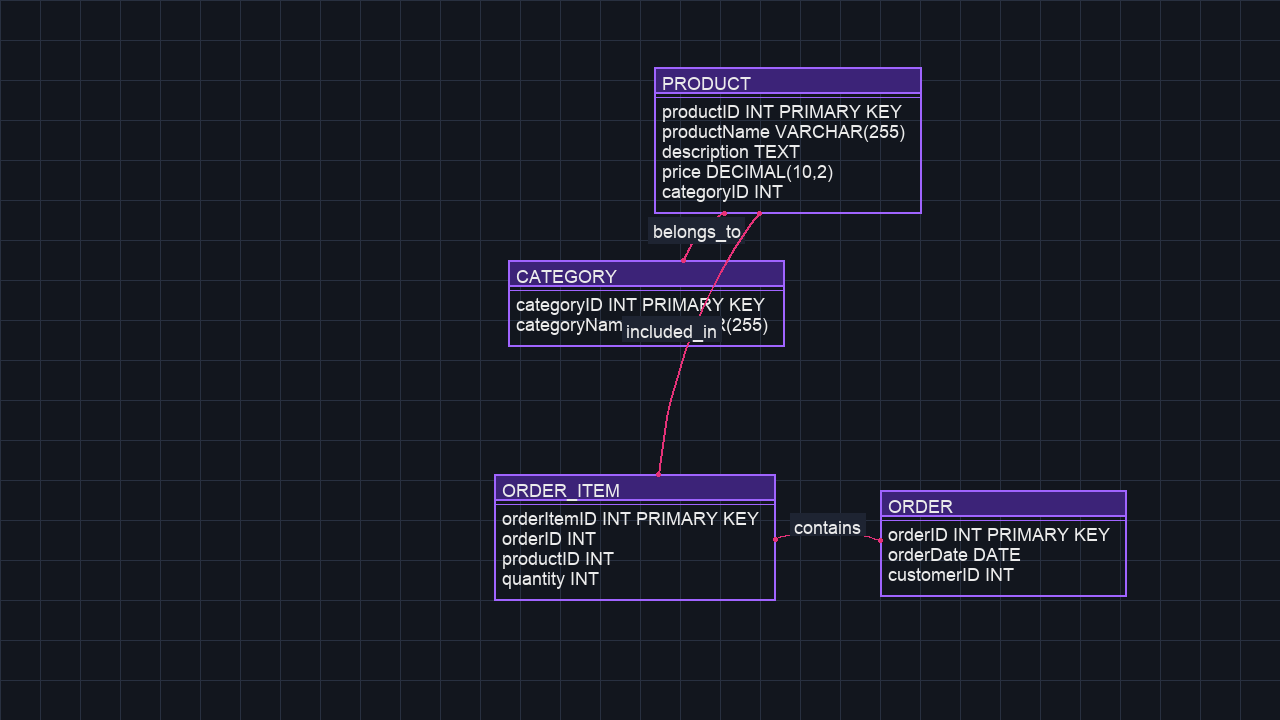 PRODUCT
productID INT PRIMARY KEY
productName VARCHAR(255)
description TEXT
price DECIMAL(10,2)
categoryID INT
belongs_to
CATEGORY
categoryID INT PRIMARY KEY
categoryNam R(255)
included_in
ORDER_ITEM
orderItemID INT PRIMARY KEY
orderID INT
productID INT
quantity INT
contains
ORDER
orderID INT PRIMARY KEY
orderDate DATE
customerID INT